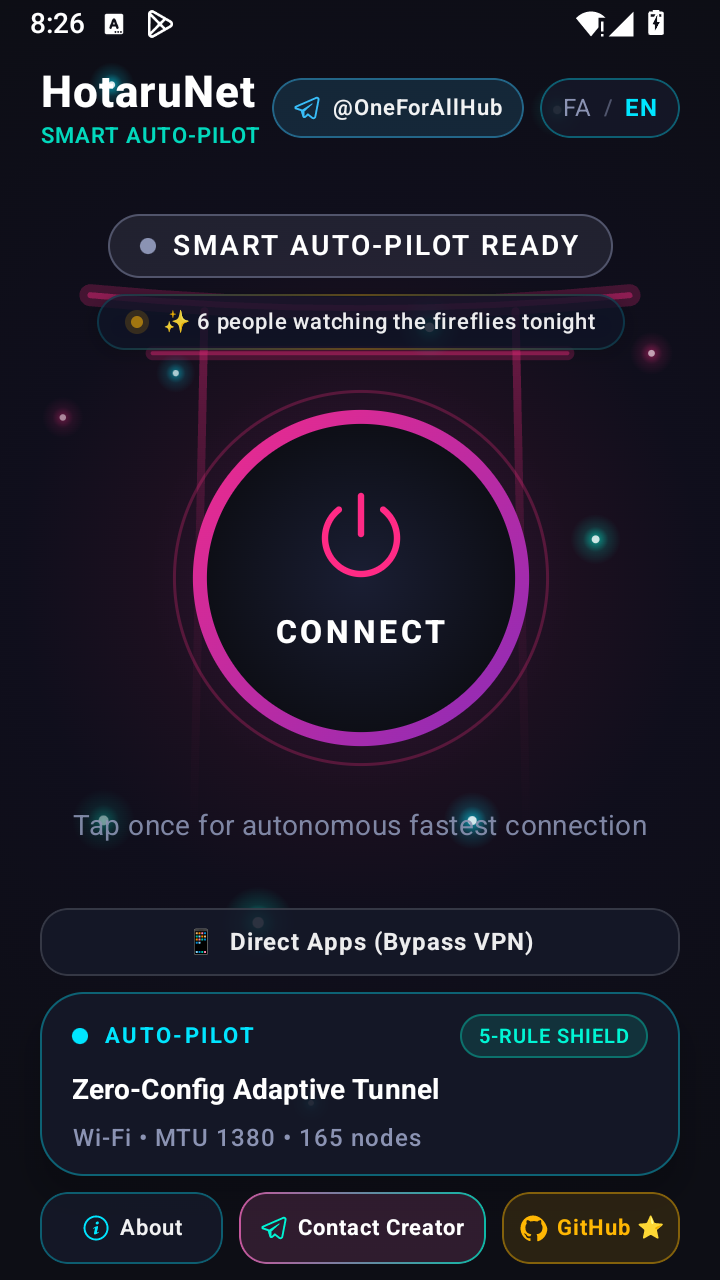 8:26
HotaruNet
SMART AUTO-PILOT
@OneForAllHub
FA / EN
SMART AUTO-PILOT READY
✨ 6 people watching the fireflies tonight
CONNECT
Tap once for autonomous fastest connection
📱 Direct Apps (Bypass VPN)
AUTO-PILOT
5-RULE SHIELD
Zero-Config Adaptive Tunnel
Wi-Fi • MTU 1380 • 165 nodes
About
Contact Creator
GitHub ⭐